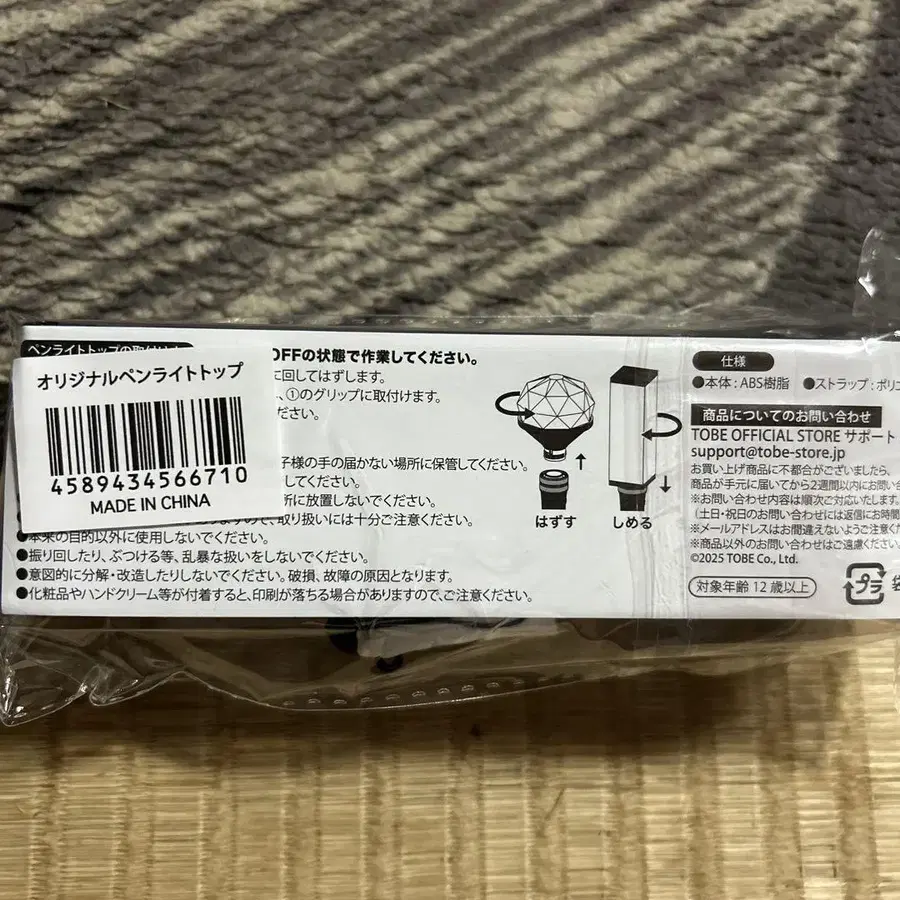 ペンライトトップの取付け
オリジナルペンライトトップ
4589434566710
MADE IN CHINA
OFFの状態で作業してください。
に回してはずします。
、①のグリップに取付けます。
ださい。
子様の手の届かない場所に保管してください。
してください。
所に放置しないでください。
ますので、取り扱いには十分ご注意ください。
●本来の目的以外に使用しないでください。
●振り回したり、ぶつける等、乱暴な扱いをしないでください。
●意図的に分解・改造したりしないでください。破損、故障の原因となります。
●化粧品やハンドクリーム等が付着すると、印刷が落ちる場合がありますので、ご注意ください。
はずす
しめる
仕様
●本体：ABS樹脂 ●ストラップ：ポリエ
商品についてのお問い合わせ
TOBE OFFICIAL STORE サポート
support@tobe-store.jp
お買い上げ商品に不都合がございましたら、
商品が手元に届いてから2週間以内にお問い合
※お問い合わせ内容は順次ご対応いたします。
（土日・祝日のお問い合わせには返信にお時間
※メールアドレスはお間違えないようご注意くだ
※商品以外のお問い合わせはご遠慮ください。
©2025 TOBE Co., Ltd.
対象年齢 12 歳以上
プラ 袋